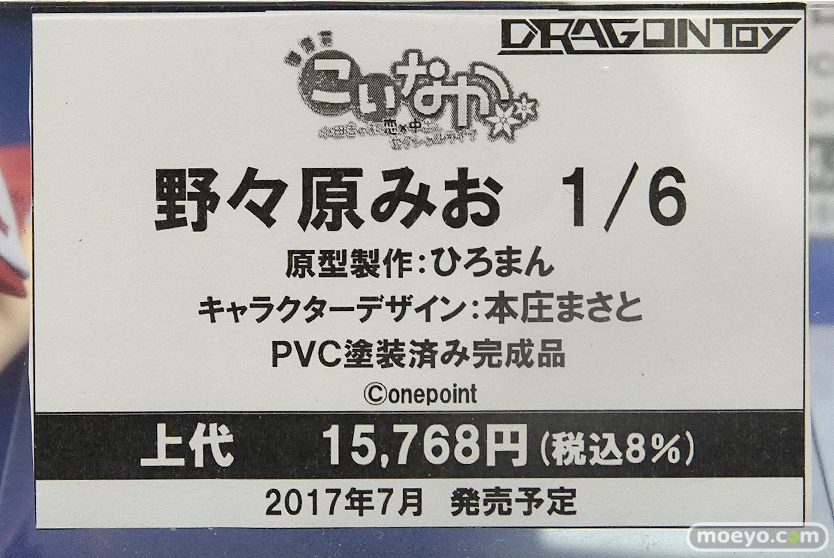 DRAGONToy
こいなか
恋×中
野々原みお 1/6
原型製作:ひろまん
キャラクターデザイン:本庄まさと
PVC塗装済み完成品
©onepoint
上代 15,768円(税込8%)
2017年7月 発売予定
moeyo.com